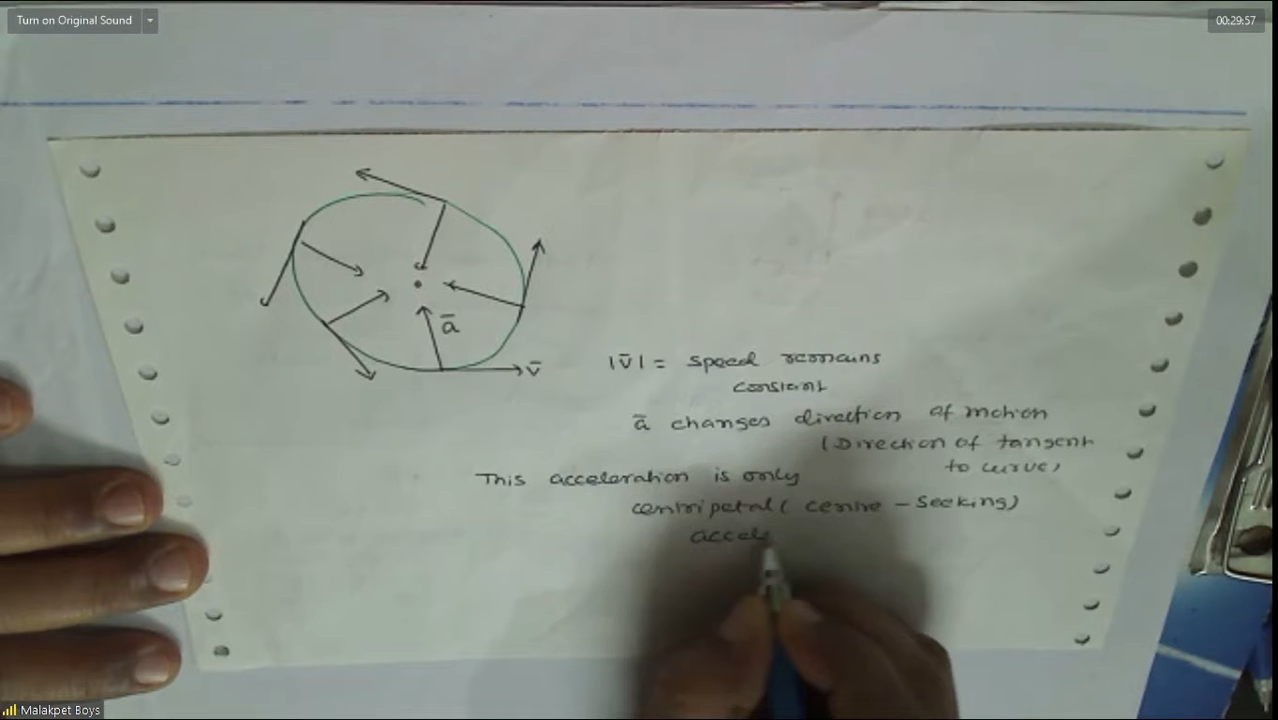 Turn on Original Sound
00:29:57
ā
v̄
|v̄| = speed remains
constant
ā changes direction of motion
(Direction of tangent
to curve)
This acceleration is only
centripetal (centre - seeking)
accele
Malakpet Boys